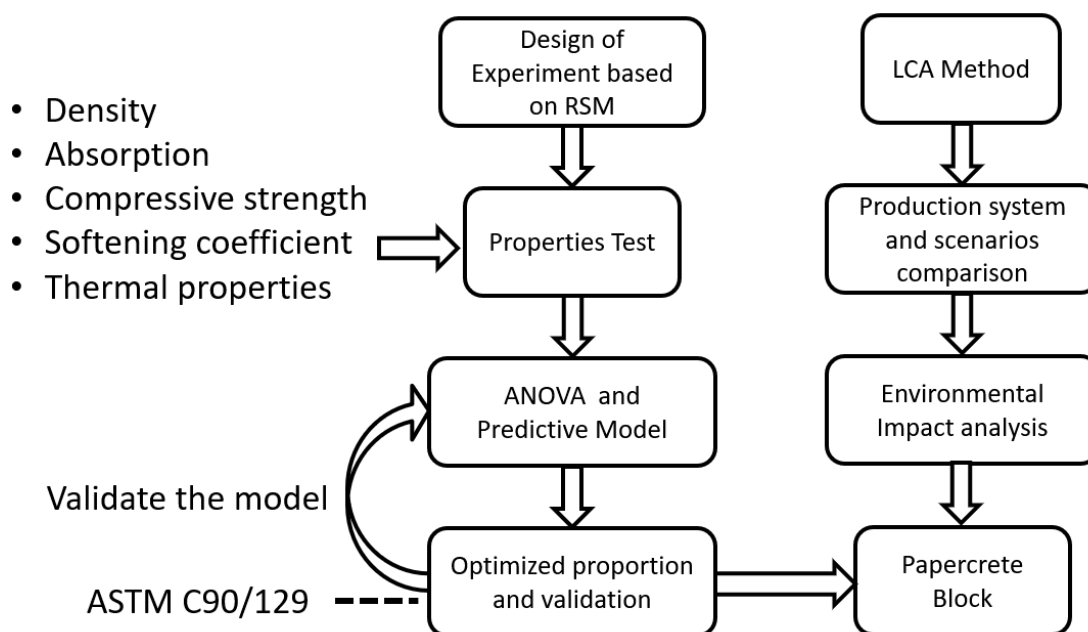 Design of
Experiment based
on RSM
LCA Method
• Density
• Absorption
• Compressive strength
• Softening coefficient
• Thermal properties
Properties Test
Production system
and scenarios
comparison
ANOVA and
Predictive Model
Environmental
Impact analysis
Validate the model
Optimized proportion
and validation
Papercrete
Block
ASTM C90/129